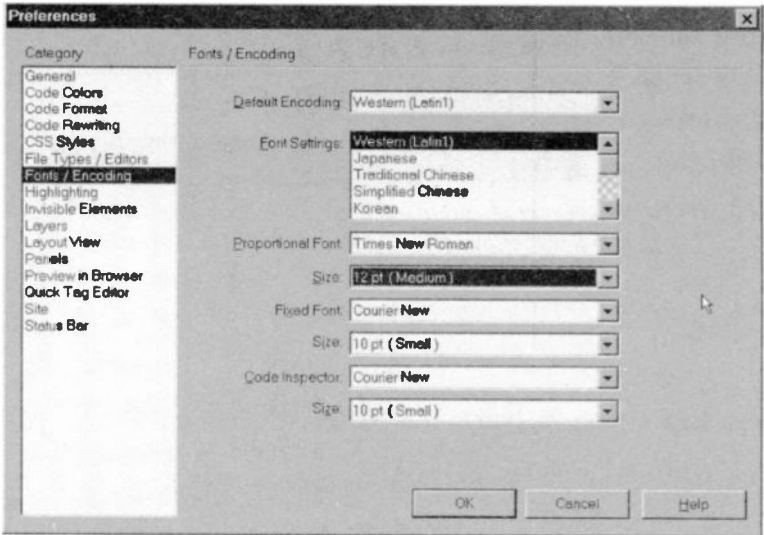 Preferences
Category
General
Code Colors
Code Format
Code Rewriting
CSS Styles
File Types / Editors
Fonts / Encoding
Highlighting
Invisible Elements
Layers
Layout View
Panels
Preview in Browser
Quick Tag Editor
Site
Status Bar
Fonts / Encoding
Default Encoding: Western (Latin1)
Font Settings: Western (Latin1)
Japanese
Traditional Chinese
Simplified Chinese
Korean
Proportional Font: Times New Roman
Size: 12 pt (Medium)
Fixed Font: Courier New
Size: 10 pt (Small)
Code Inspector: Courier New
Size: 10 pt (Small)
OK Cancel Help